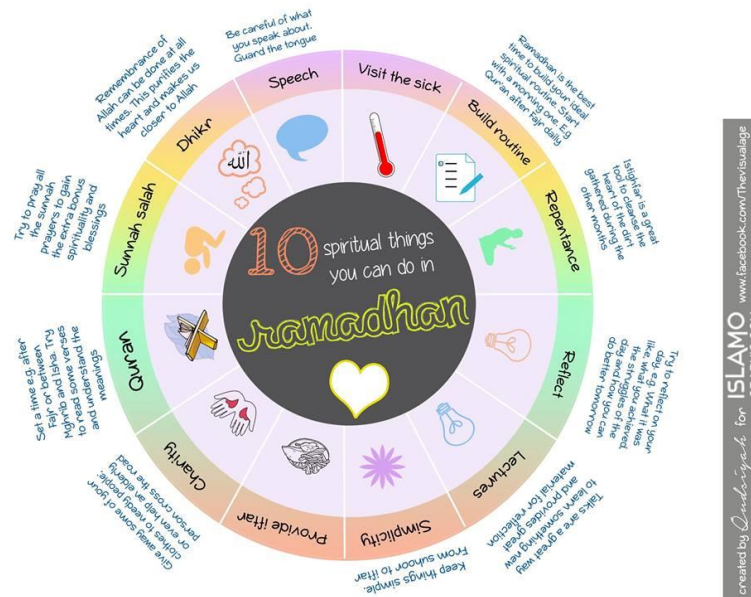 10 spiritual things
you can do in
ramadhan
Visit the sick
Build routine
Ramadhan is the best
time to build your ideal
spiritual routine. Start
with a morning one. E.g
Qur'an after Fajr daily
Repentance
Istighfar is a great
tool to cleanse the
heart of the dirt
gathered during the
other months
Reflect
Try to reflect on your
day e.g. What it was
like, what you achieved,
the struggles of the
day and how you can
do better tomorrow
Lectures
Talks are a great way
to learn something new
and provides great
material for reflection
Simplicity
Keep things simple.
From suhoor to iftar
Provide iftar
Charity
Give away some of your
clothes to needy people;
or even help an elderly
person cross the road
Quraan
Set a time e.g. after
Fajr or between
Mghrib and Isha. Try
to read some verses
and understand the
meanings
Sunnah salah
Try to pray all
the sunnah
prayers to gain
the extra bonus
spirituality and
blessings
Dhikr
الله
Remembrance of
Allah can be done at all
times. This purifies the
heart and makes us
closer to Allah
Speech
Be careful of what
you speak about.
Guard the tongue
created by Qudsiyah for ISLAMO www.facebook.com/Thevisualage